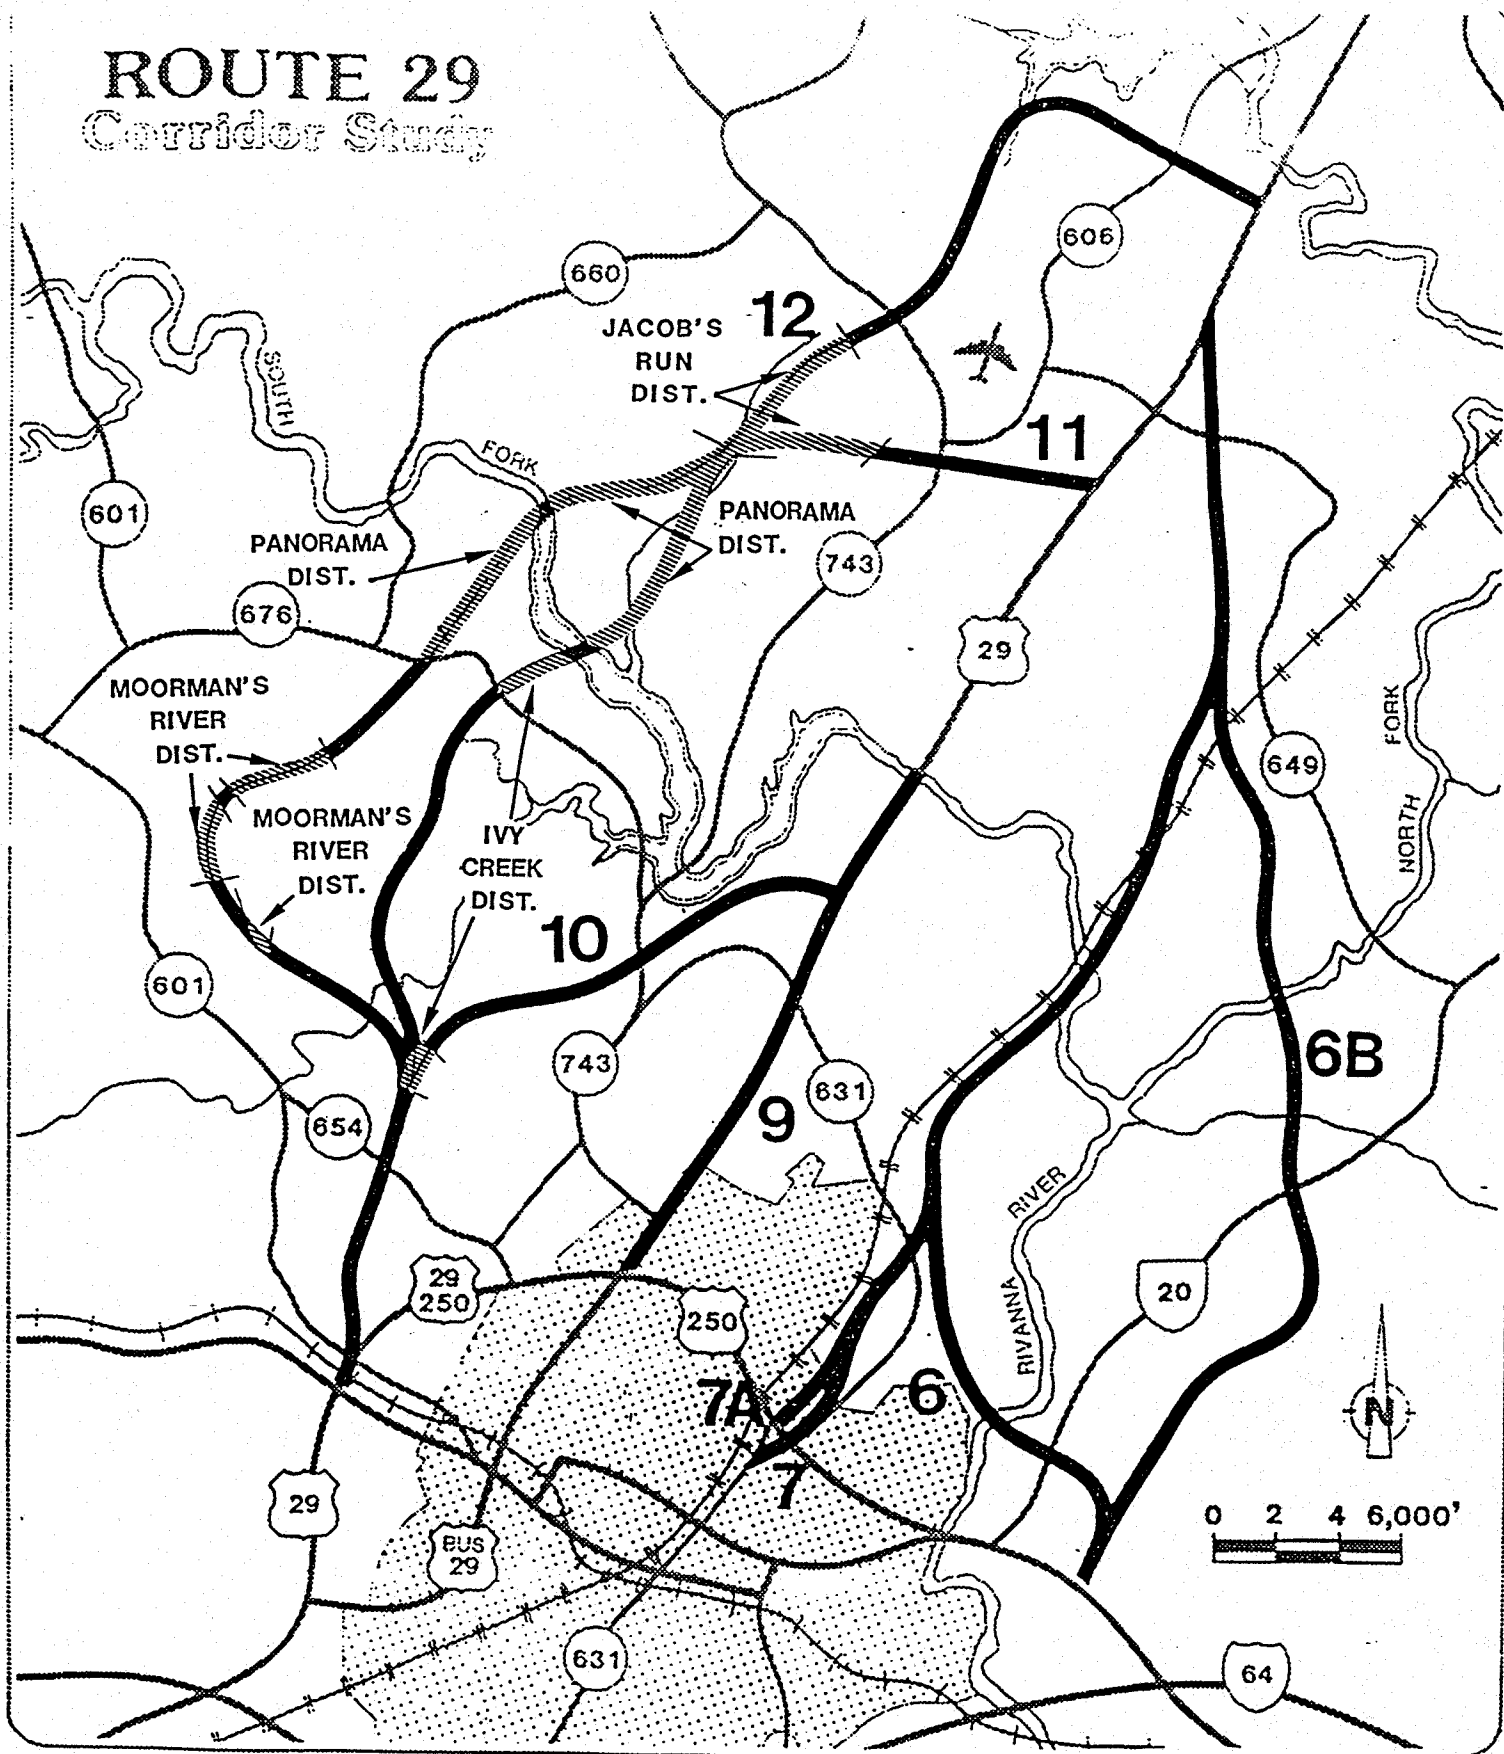 ROUTE 29
Corridor Study
606
660
12
JACOB'S
RUN
DIST.
SOUTH
FORK
11
601
PANORAMA
DIST.
PANORAMA
DIST.
743
676
29
MOORMAN'S
RIVER
DIST.
FORK
NORTH
649
MOORMAN'S
RIVER
DIST.
IVY
CREEK
DIST.
10
601
743
631
6B
9
654
RIVER
RIVANNA
29
250
250
20
7A
6
N
7
29
BUS
29
0 2 4 6,000'
631
64